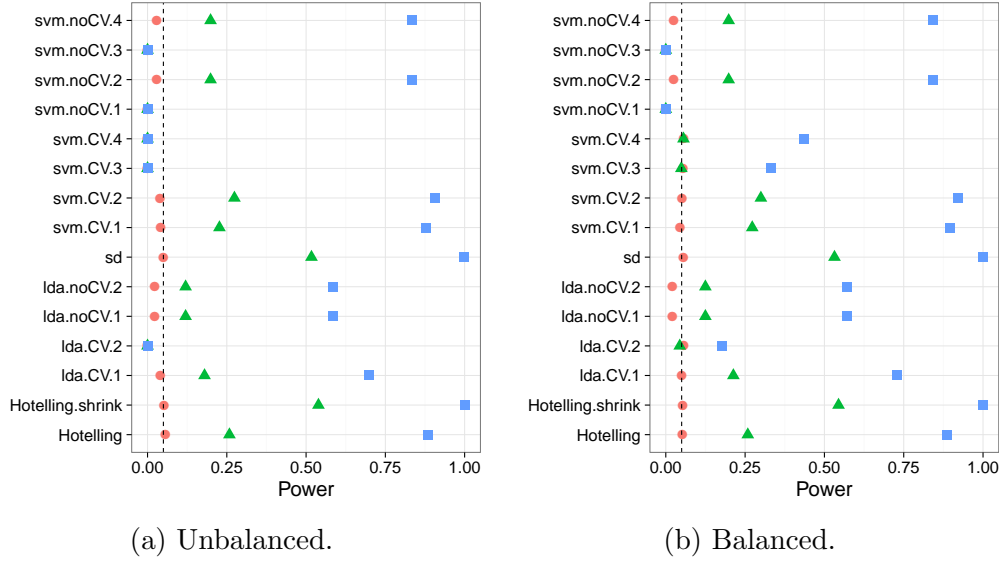 svm.noCV.4
svm.noCV.3
svm.noCV.2
svm.noCV.1
svm.CV.4
svm.CV.3
svm.CV.2
svm.CV.1
sd
lda.noCV.2
lda.noCV.1
lda.CV.2
lda.CV.1
Hotelling.shrink
Hotelling
0.00 0.25 0.50 0.75 1.00
Power
(a) Unbalanced.
svm.noCV.4
svm.noCV.3
svm.noCV.2
svm.noCV.1
svm.CV.4
svm.CV.3
svm.CV.2
svm.CV.1
sd
lda.noCV.2
lda.noCV.1
lda.CV.2
lda.CV.1
Hotelling.shrink
Hotelling
0.00 0.25 0.50 0.75 1.00
Power
(b) Balanced.